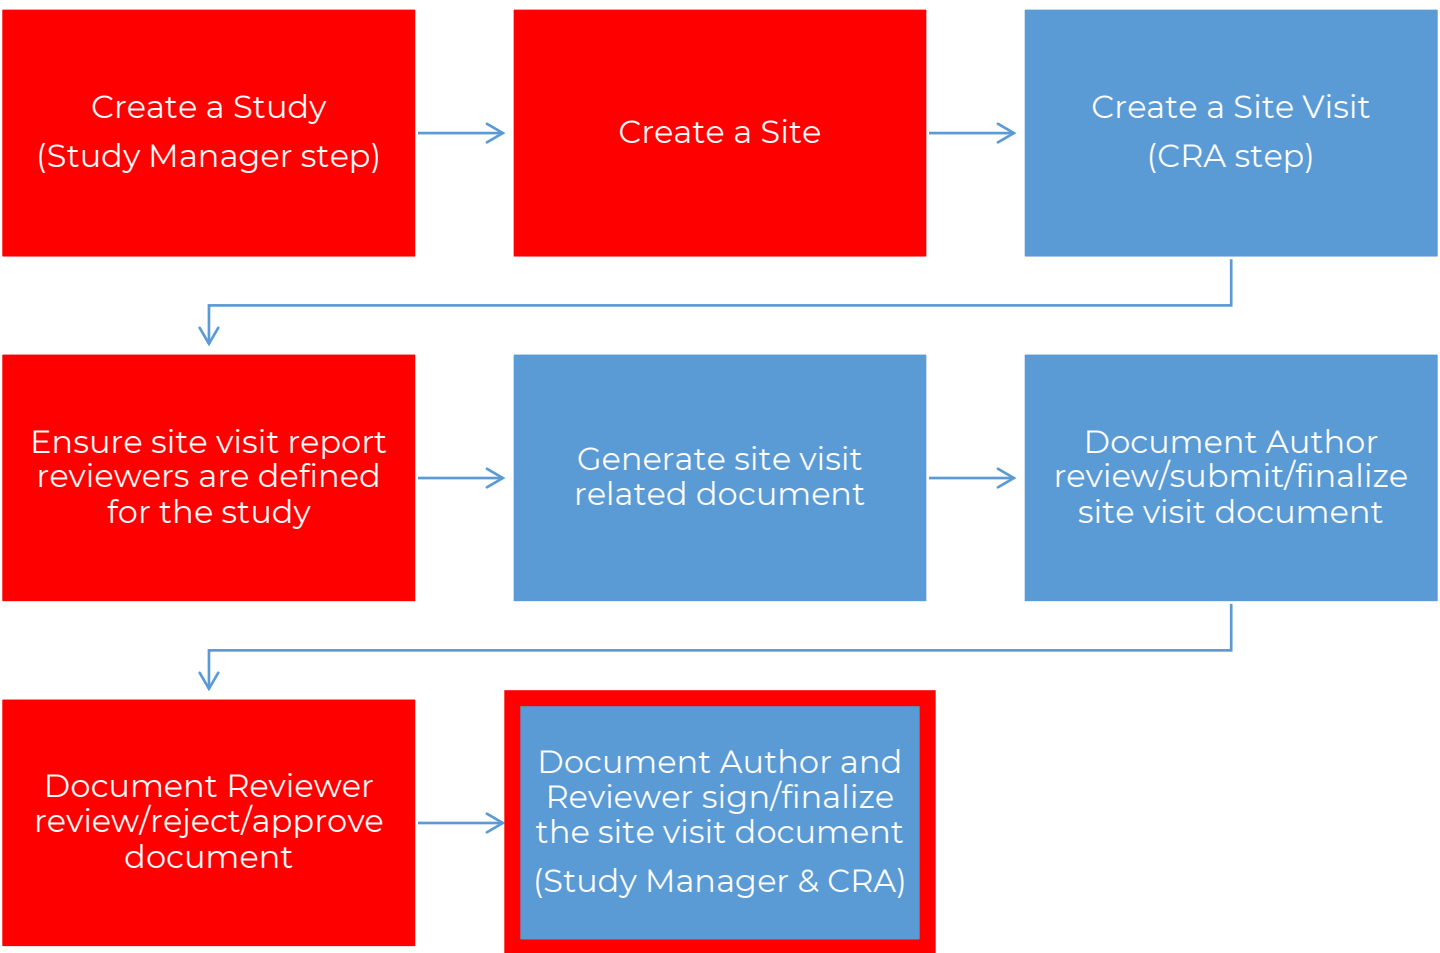 Create a Study
(Study Manager step)
Create a Site
Create a Site Visit
(CRA step)
Ensure site visit report
reviewers are defined
for the study
Generate site visit
related document
Document Author
review/submit/finalize
site visit document
Document Reviewer
review/reject/approve
document
Document Author and
Reviewer sign/finalize
the site visit document
(Study Manager & CRA)